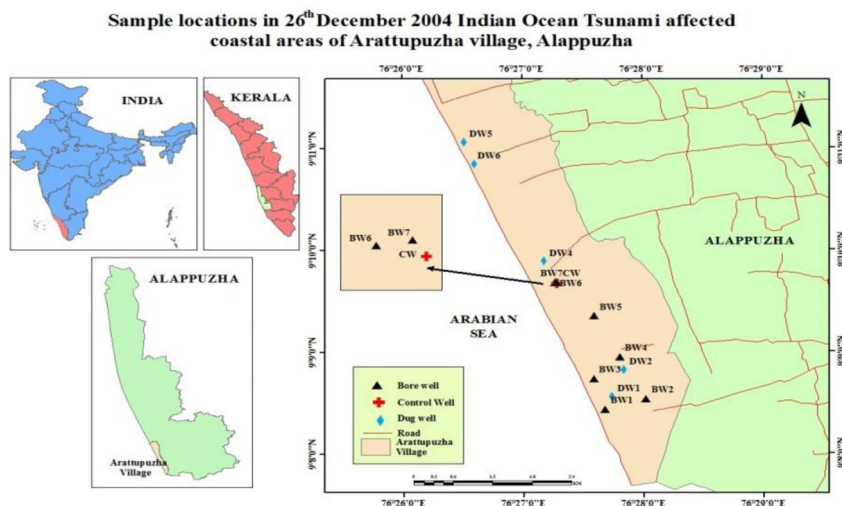 Sample locations in 26th December 2004 Indian Ocean Tsunami affected
coastal areas of Arattupuzha village, Alappuzha
INDIA
KERALA
BW6
BW7
CW
ALAPPUZHA
Arattupuzha
Village
76°26'0"E
76°27'0"E
76°28'0"E
76°29'0"E
N
DW5
DW6
DW4
BW7CW
BW6
BW5
BW4
DW2
BW3
DW1
BW2
BW1
ALAPPUZHA
ARABIAN
SEA
Bore well
Control Well
Dug well
Road
Arattupuzha
Village
76°26'0"E
76°27'0"E
76°28'0"E
76°29'0"E